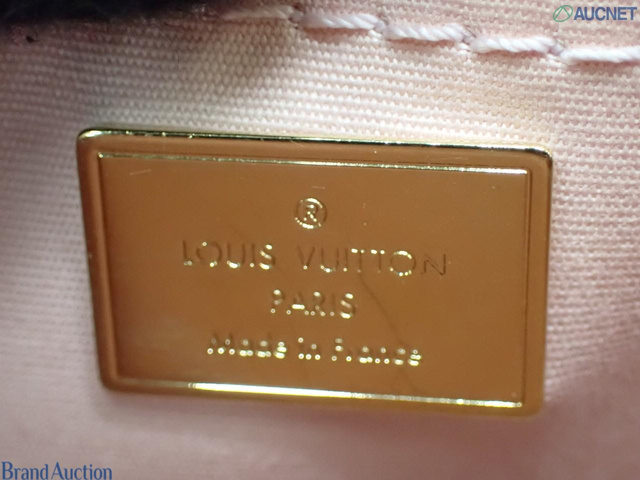 AUCNET
®
LOUIS VUITTON
PARIS
Made in France
Brand Auction